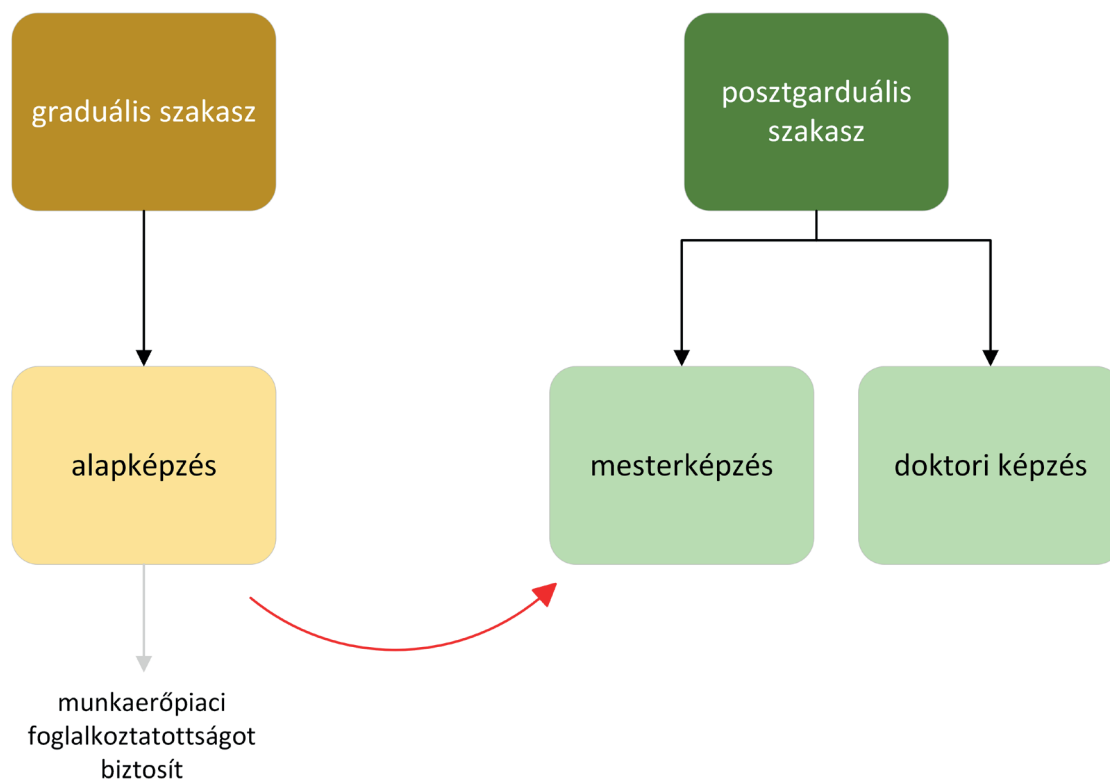 graduális szakasz
posztgarduális
szakasz
alapképzés
mesterképzés
doktori képzés
munkaerőpiaci
foglalkoztatottságot
biztosít